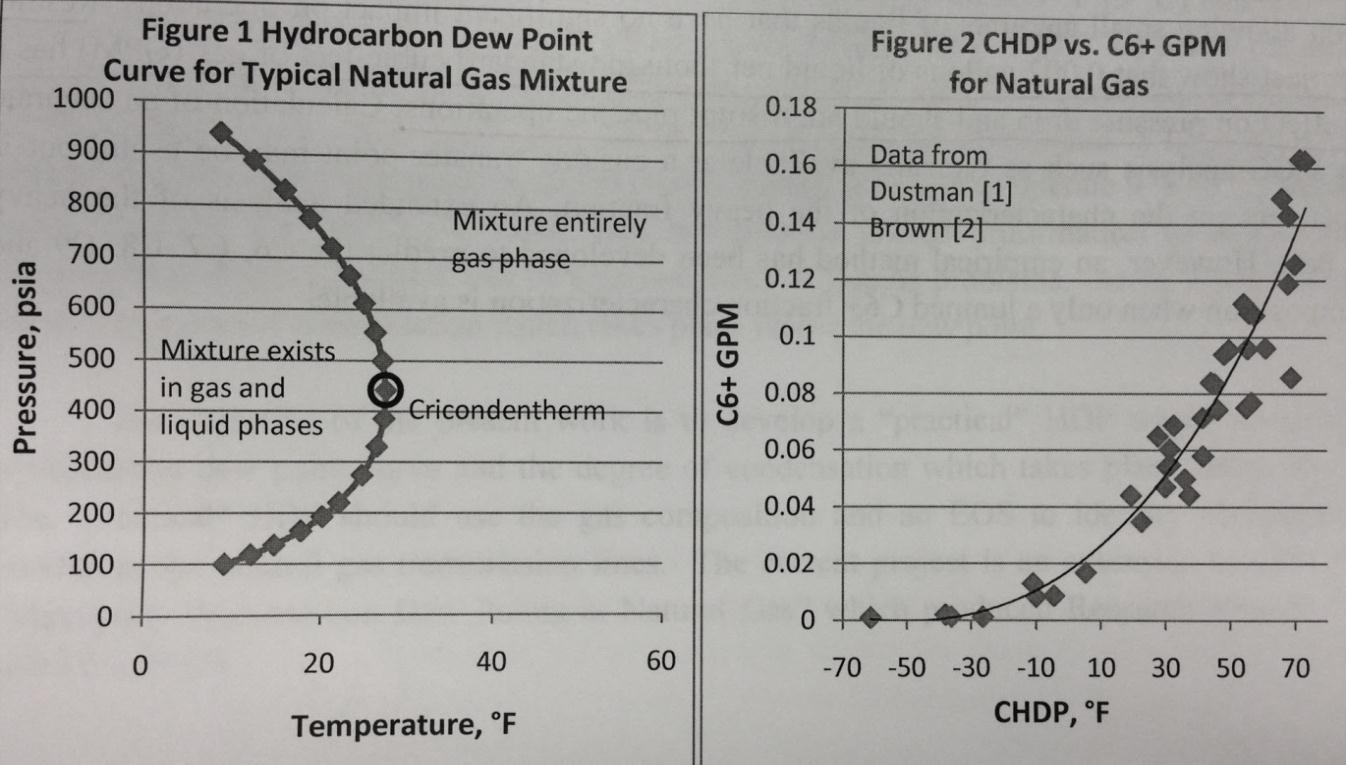 Figure 1 Hydrocarbon Dew Point
Curve for Typical Natural Gas Mixture
1000
900
800
700
600
500
400
300
200
100
0
Pressure, psia
Mixture entirely
gas phase
Mixture exists
in gas and
liquid phases
Cricondentherm
0 20 40 60
Temperature, °F
Figure 2 CHDP vs. C6+ GPM
for Natural Gas
0.18
0.16
0.14
0.12
0.1
0.08
0.06
0.04
0.02
0
C6+ GPM
Data from
Dustman [1]
Brown [2]
-70 -50 -30 -10 10 30 50 70
CHDP, °F